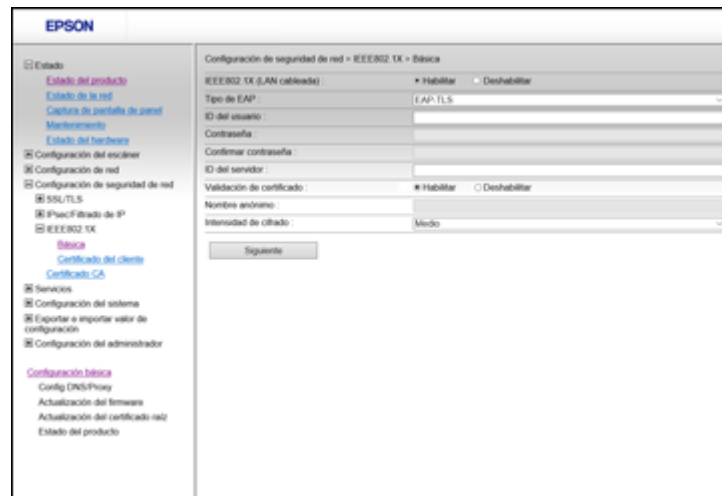 EPSON
Estado
Estado del producto
Estado de la red
Captura de pantalla de panel
Mantenimiento
Estado del hardware
Configuración del escáner
Configuración de red
Configuración de seguridad de red
SSL/TLS
IPsec/Filtrado de IP
IEEE802.1X
Básica
Certificado del cliente
Certificado CA
Servicios
Configuración del sistema
Exportar e importar valor de
configuración
Configuración del administrador
Configuración básica
Config DNS/Proxy
Actualización del firmware
Actualización del certificado raíz
Estado del producto
Configuración de seguridad de red > IEEE802.1X > Básica
IEEE802.1X (LAN cableada) : Habilitar Deshabilitar
Tipo de EAP : EAP-TLS
ID del usuario :
Contraseña :
Confirmar contraseña :
ID del servidor :
Validación de certificado : Habilitar Deshabilitar
Nombre anónimo :
Intensidad de cifrado : Medio
Siguiente